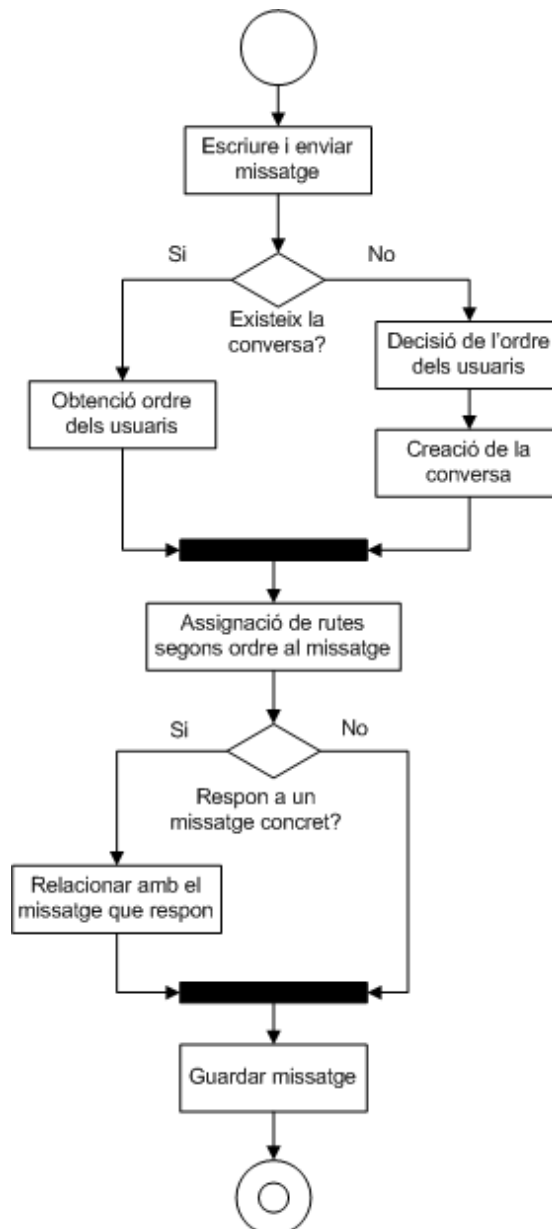 Escriure i enviar
missatge
Si
No
Existeix la
conversa?
Decisió de l'ordre
dels usuaris
Obtenció ordre
dels usuaris
Creació de la
conversa
Assignació de rutes
segons ordre al missatge
Si
No
Respon a un
missatge concret?
Relacionar amb el
missatge que respon
Guardar missatge